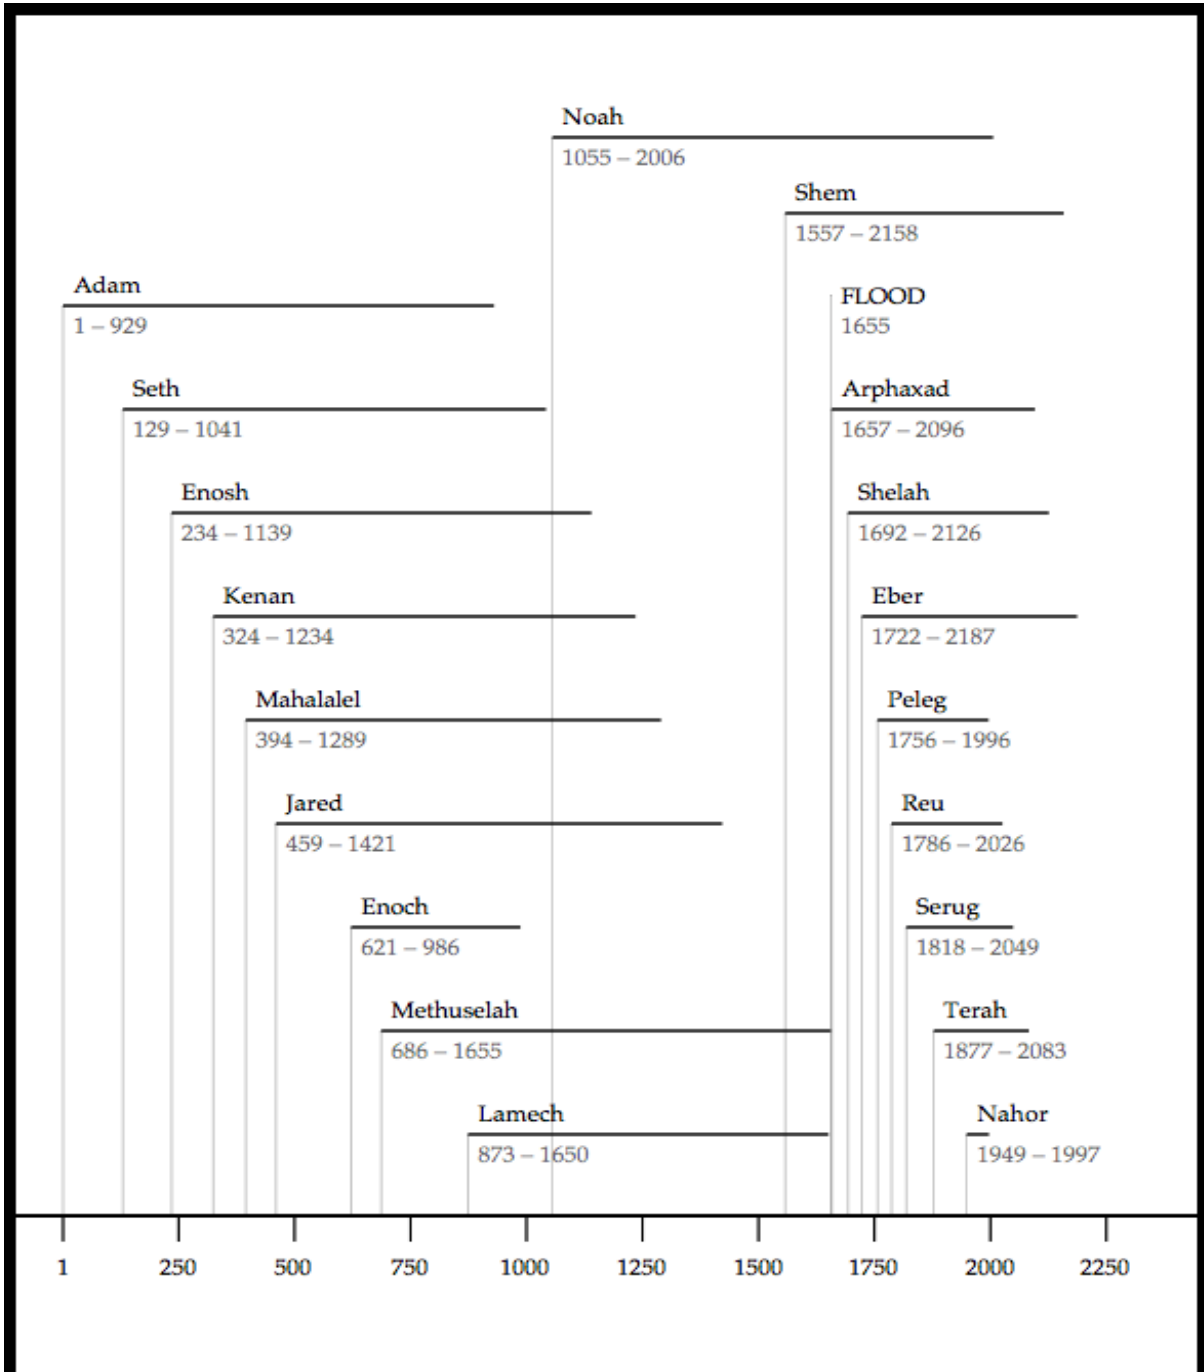 Noah
1055 – 2006
Shem
1557 – 2158
Adam
1 – 929
FLOOD
1655
Seth
129 – 1041
Arphaxad
1657 – 2096
Enosh
234 – 1139
Shelah
1692 – 2126
Kenan
324 – 1234
Eber
1722 – 2187
Mahalalel
394 – 1289
Peleg
1756 – 1996
Jared
459 – 1421
Reu
1786 – 2026
Enoch
621 – 986
Serug
1818 – 2049
Methuselah
686 – 1655
Terah
1877 – 2083
Lamech
873 – 1650
Nahor
1949 – 1997
1 250 500 750 1000 1250 1500 1750 2000 2250